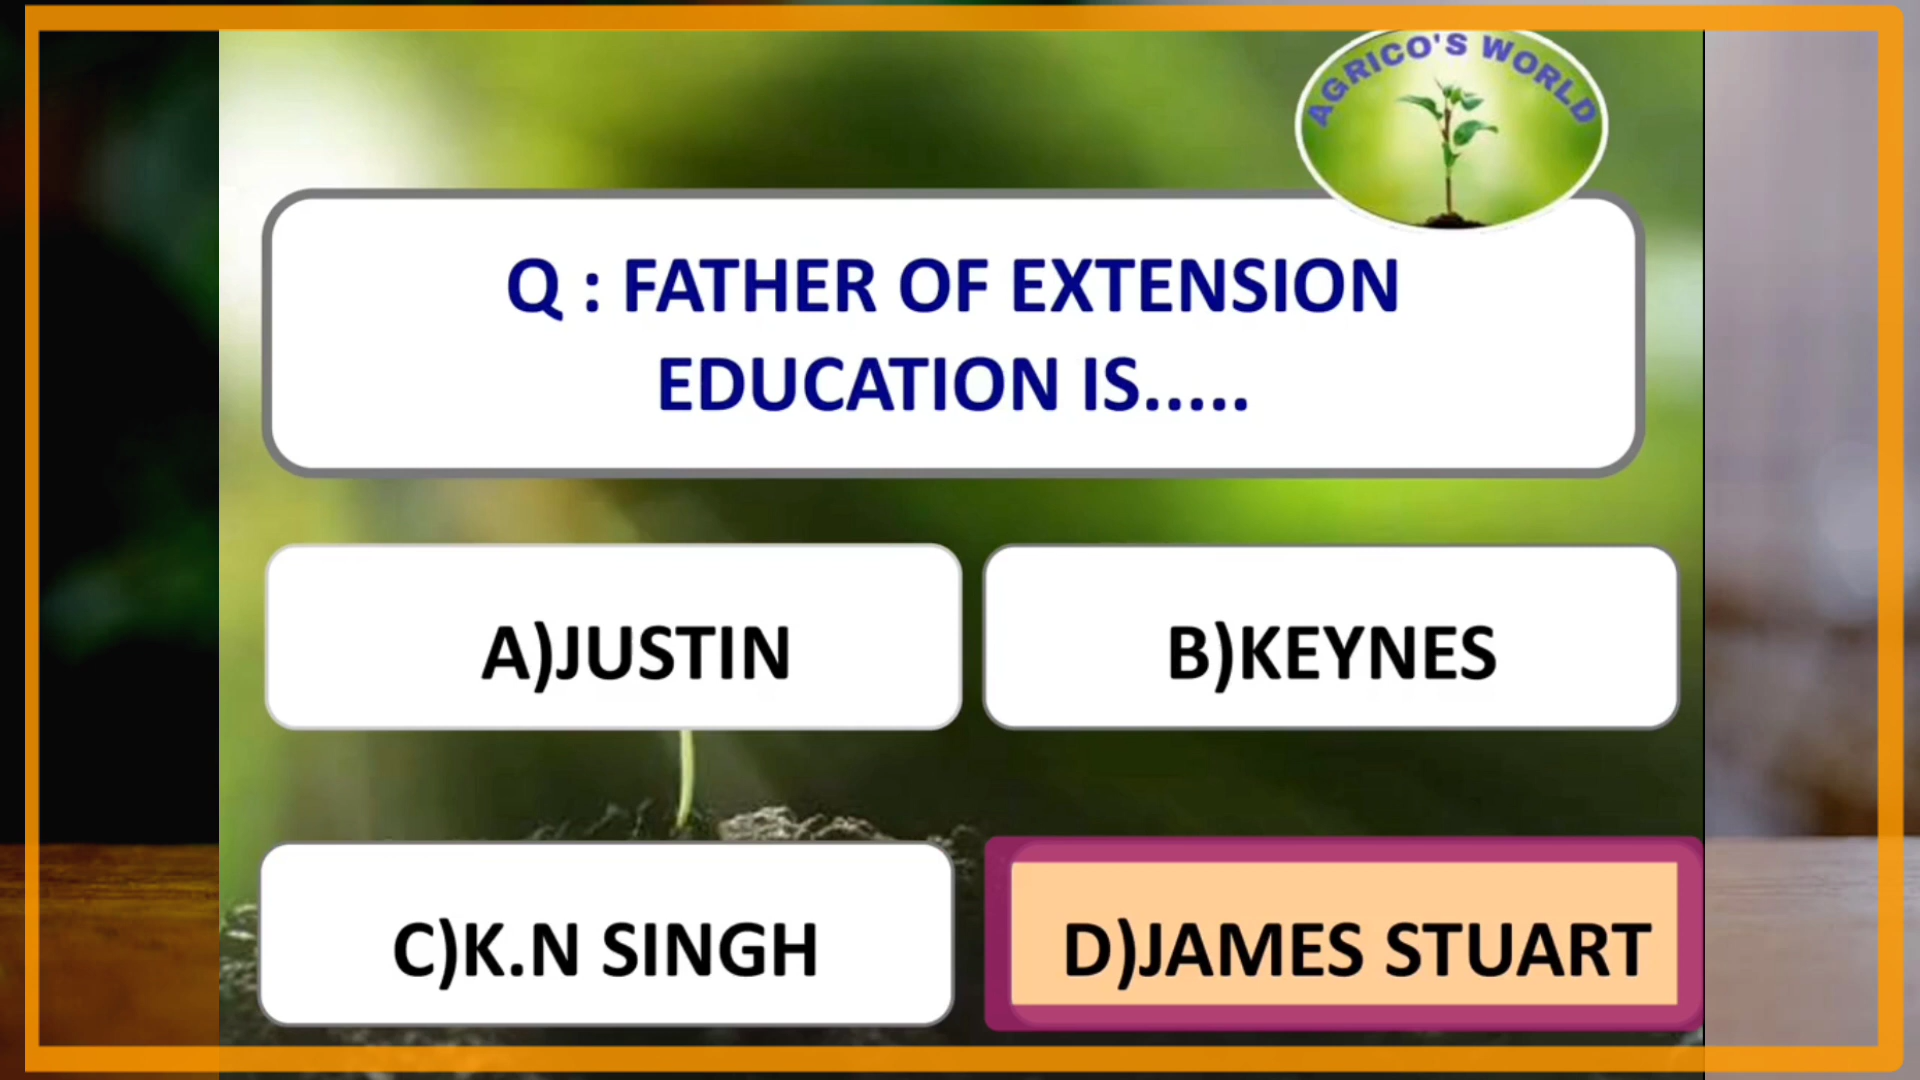 AGRICO'S WORLD
Q : FATHER OF EXTENSION
EDUCATION IS.....
A)JUSTIN
B)KEYNES
C)K.N SINGH
D)JAMES STUART